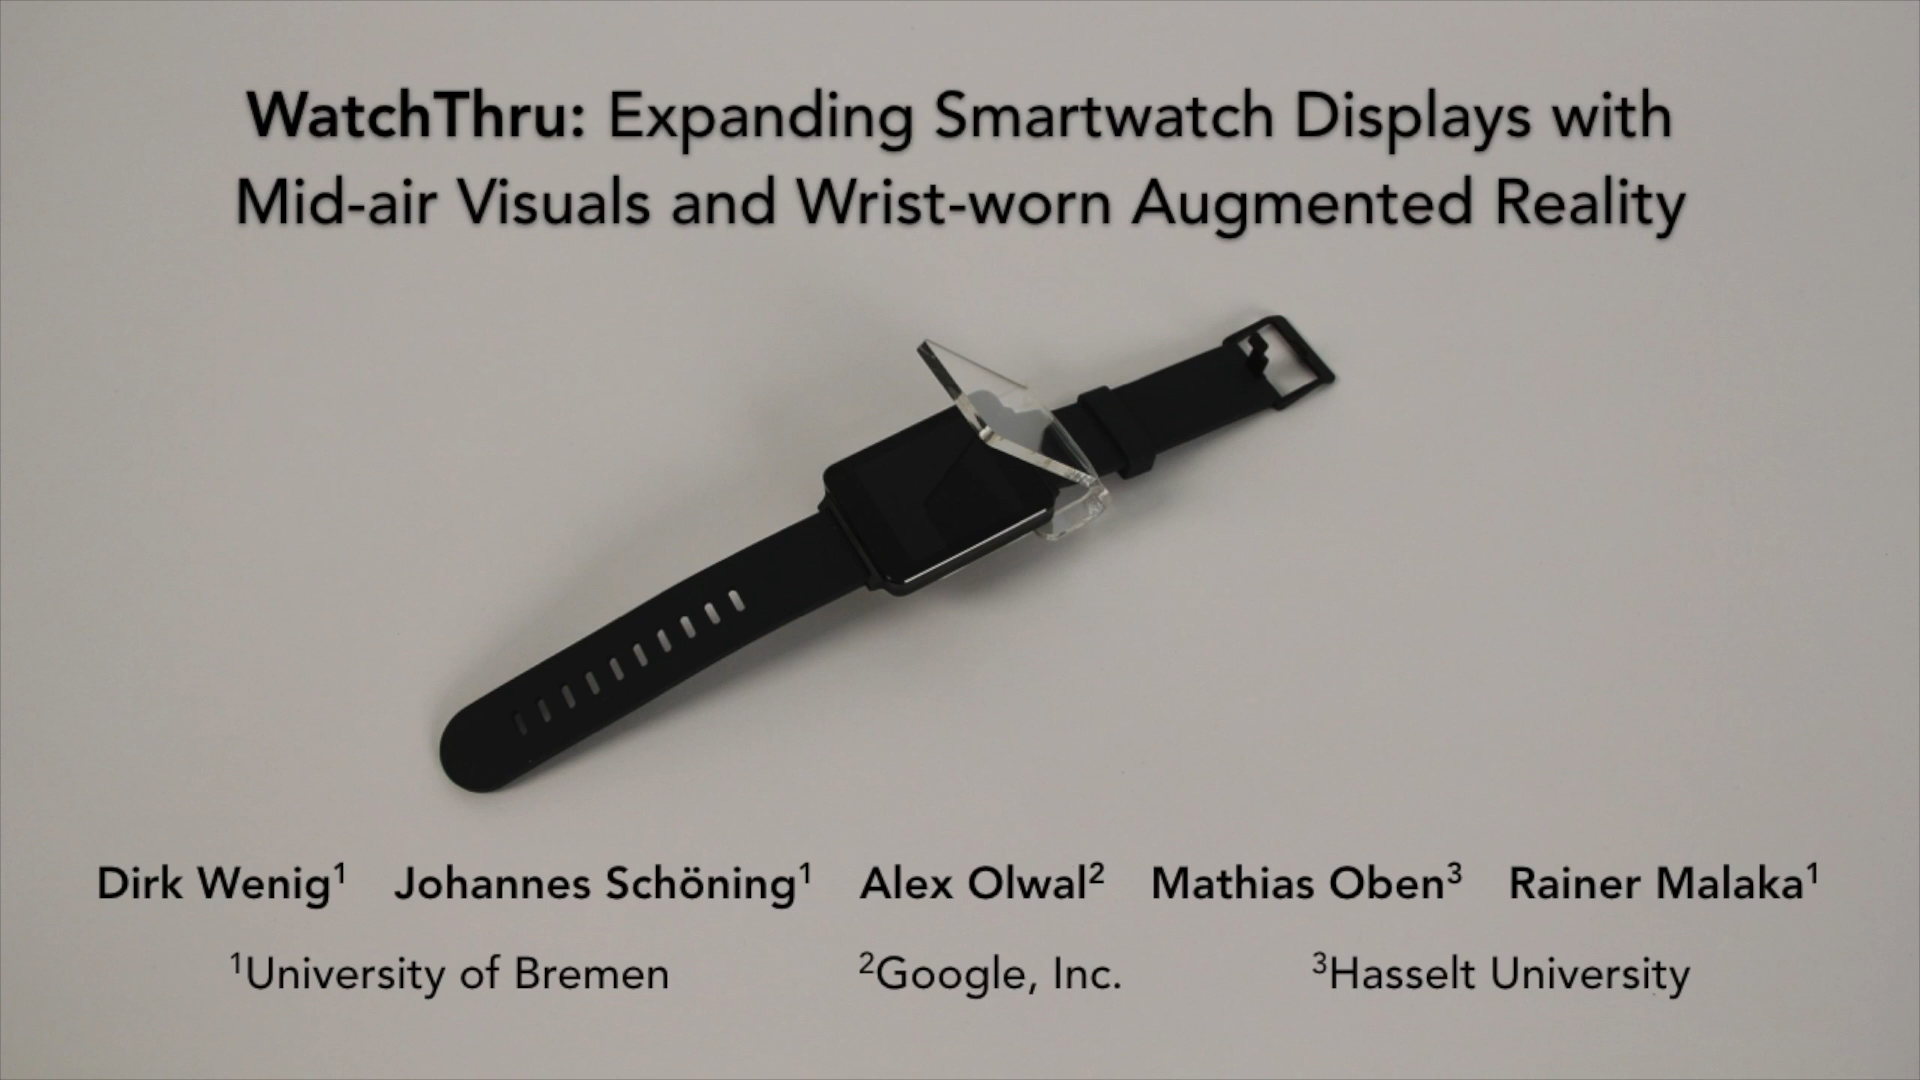 WatchThru: Expanding Smartwatch Displays with
Mid-air Visuals and Wrist-worn Augmented Reality
Dirk Wenig¹ Johannes Schöning¹ Alex Olwal² Mathias Oben³ Rainer Malaka¹
¹University of Bremen ²Google, Inc. ³Hasselt University